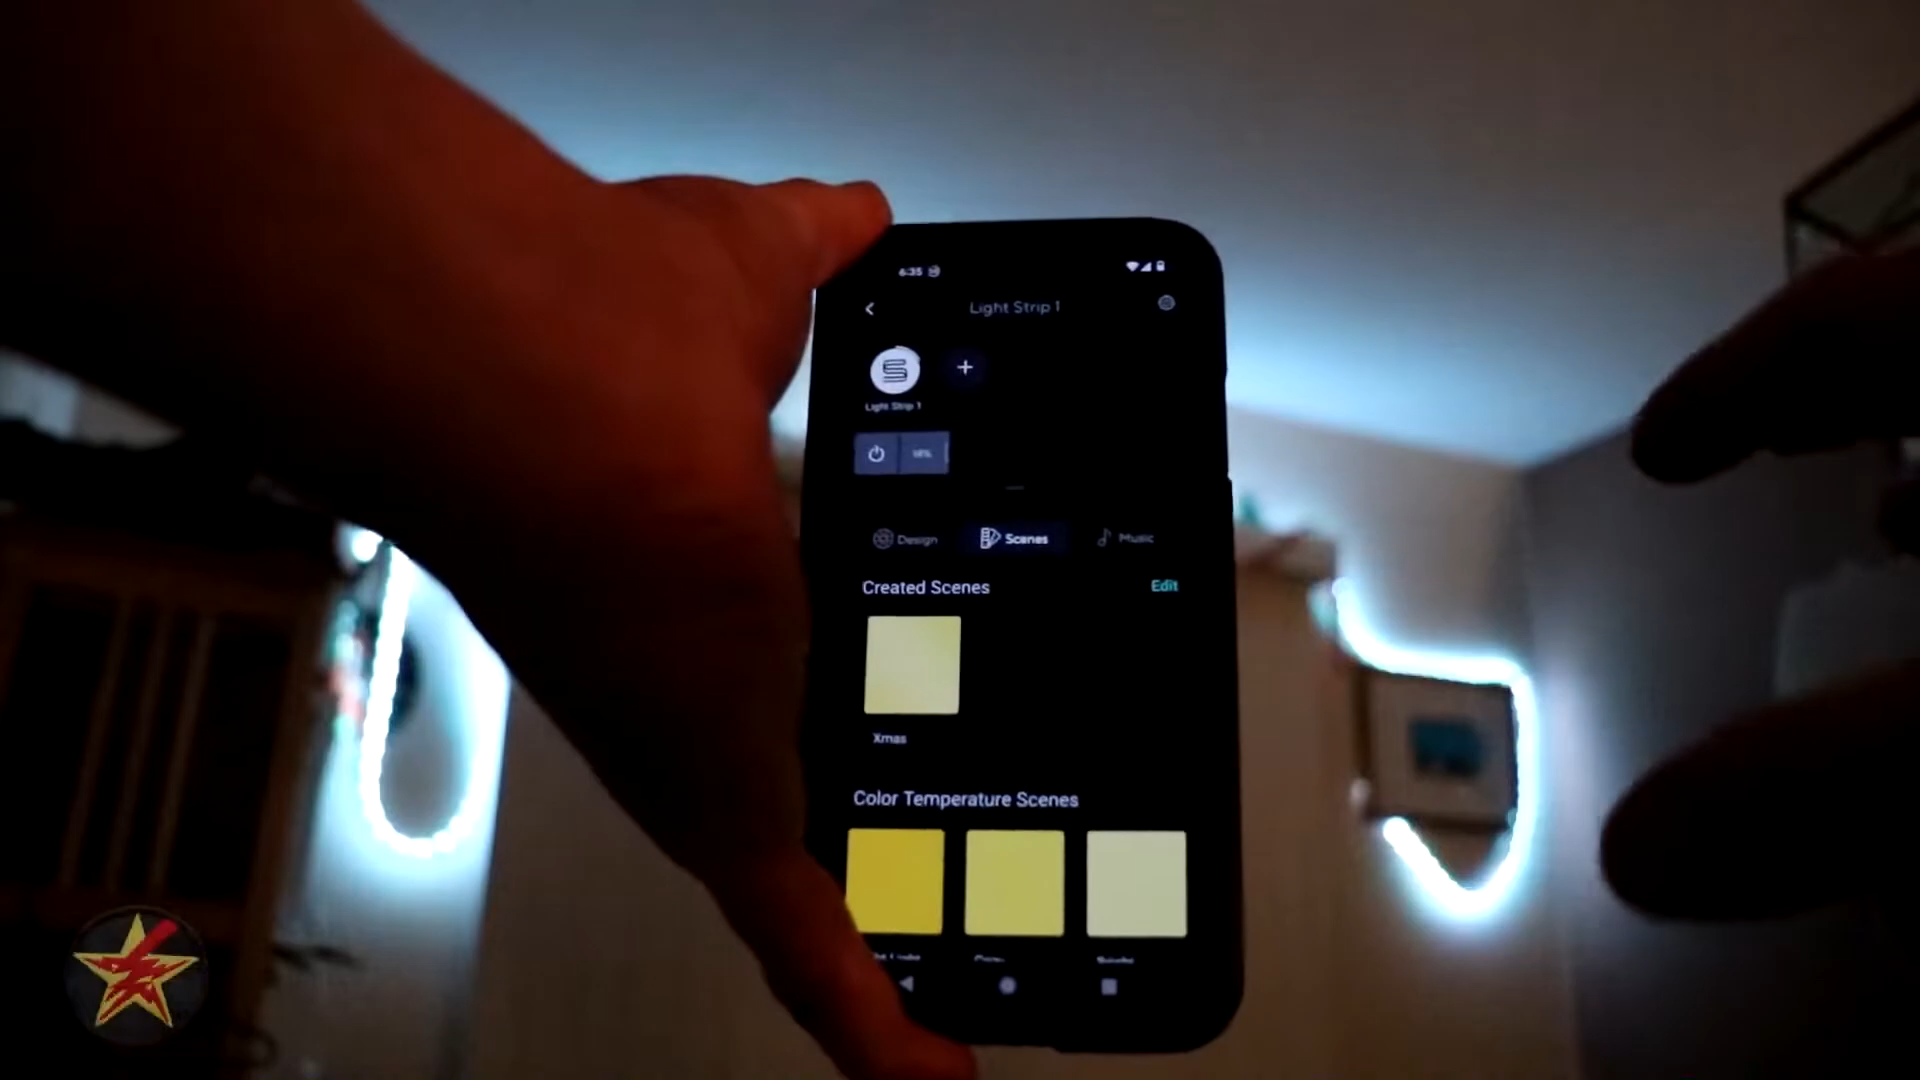 6:35
Light Strip 1
Light Strip 1
Design
Scenes
Music
Created Scenes
Edit
Xmas
Color Temperature Scenes